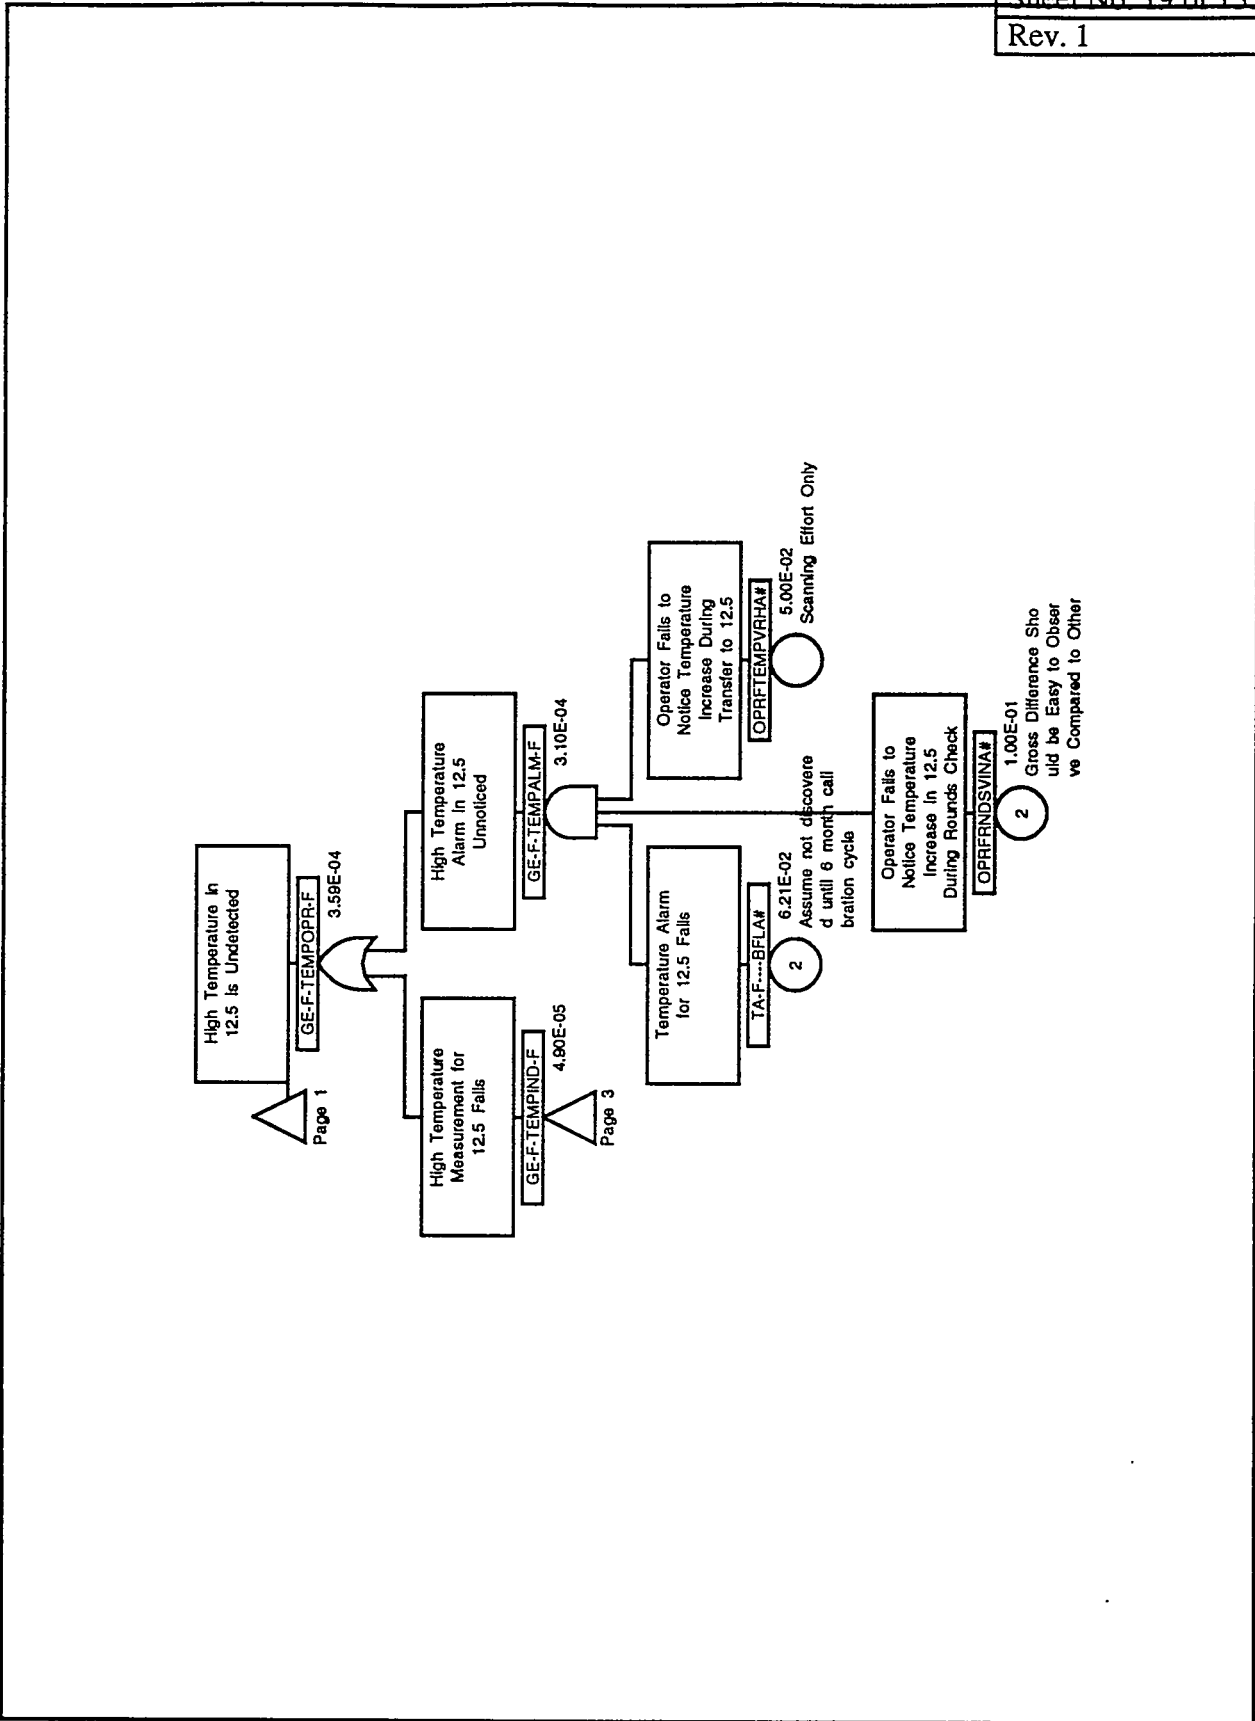 Sheet No. 19 of 133
Rev. 1
High Temperature In
12.5 Is Undetected
GE-F-TEMPOPR-F
3.59E-04
Page 1
High Temperature
Measurement for
12.5 Fails
GE-F-TEMPIND-F
4.90E-05
Page 3
High Temperature
Alarm In 12.5
Unnoticed
GE-F-TEMPALM-F
3.10E-04
Temperature Alarm
for 12.5 Fails
TA-F----BFLA#
6.21E-02
2
Assume not discovere
d until 6 month cali
bration cycle
Operator Fails to
Notice Temperature
Increase During
Transfer to 12.5
OPRFTEMPVRHA#
5.00E-02
Scanning Effort Only
Operator Fails to
Notice Temperature
Increase In 12.5
During Rounds Check
OPRFRNDSVINA#
1.00E-01
2
Gross Difference Sho
uld be Easy to Obser
ve Compared to Other